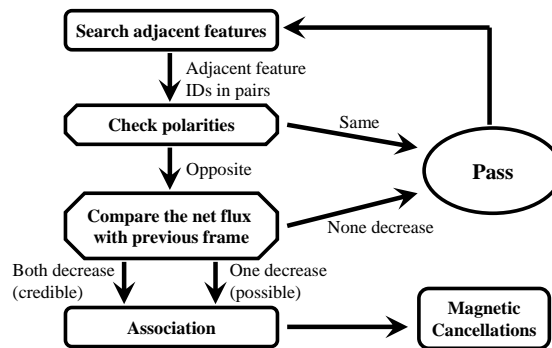 Search adjacent features
Adjacent feature
IDs in pairs
Check polarities
Same
Pass
Opposite
Compare the net flux
with previous frame
None decrease
Both decrease
(credible)
One decrease
(possible)
Association
Magnetic
Cancellations